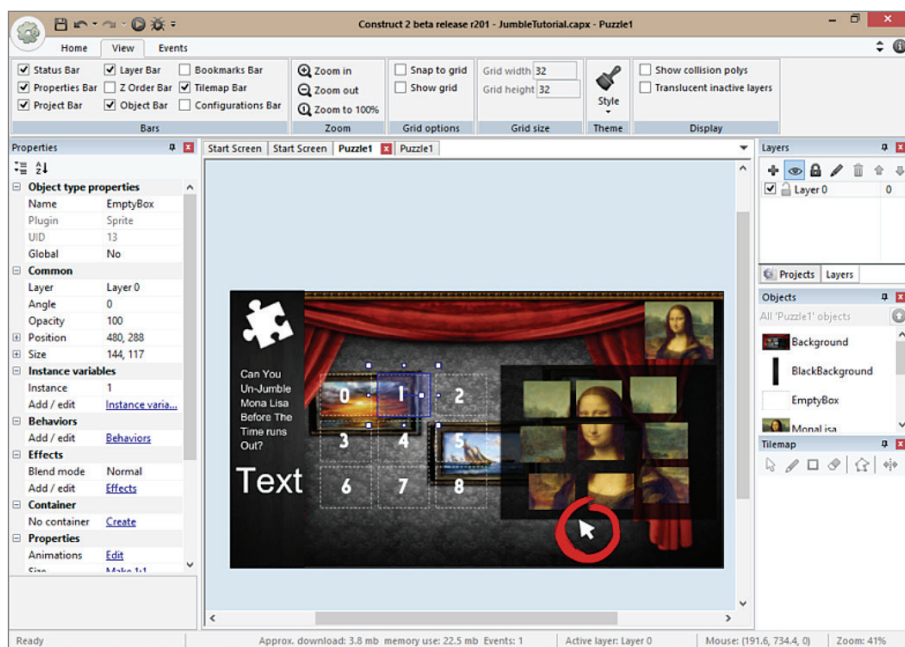 Construct 2 beta release r201 - JumbleTutorial.capx - Puzzle1
Home View Events
Status Bar Layer Bar Bookmarks Bar
Properties Bar Z Order Bar Tilemap Bar
Project Bar Object Bar Configurations Bar
Bars
Zoom in
Zoom out
Zoom to 100%
Zoom
Snap to grid
Show grid
Grid options
Grid width 32
Grid height 32
Grid size
Style
Theme
Show collision polys
Translucent inactive layers
Display
Properties
Object type properties
Name EmptyBox
Plugin Sprite
UID 13
Global No
Common
Layer Layer 0
Angle 0
Opacity 100
Position 480, 288
Size 144, 117
Instance variables
Instance 1
Add / edit Instance varia...
Behaviors
Add / edit Behaviors
Effects
Blend mode Normal
Add / edit Effects
Container
No container Create
Properties
Animations Edit
Size Make 1:1
Start Screen Start Screen Puzzle1 Puzzle1
Can You
Un-Jumble
Mona Lisa
Before The
Time runs
Out?
Text
0 1 2
3 4 5
6 7 8
Layers
Layer 0 0
Projects Layers
Objects
All 'Puzzle1' objects
Background
BlackBackground
EmptyBox
MonaLisa
Tilemap
Ready
Approx. download: 3.8 mb memory use: 22.5 mb Events: 1
Active layer: Layer 0
Mouse: (191.6, 734.4, 0)
Zoom: 41%